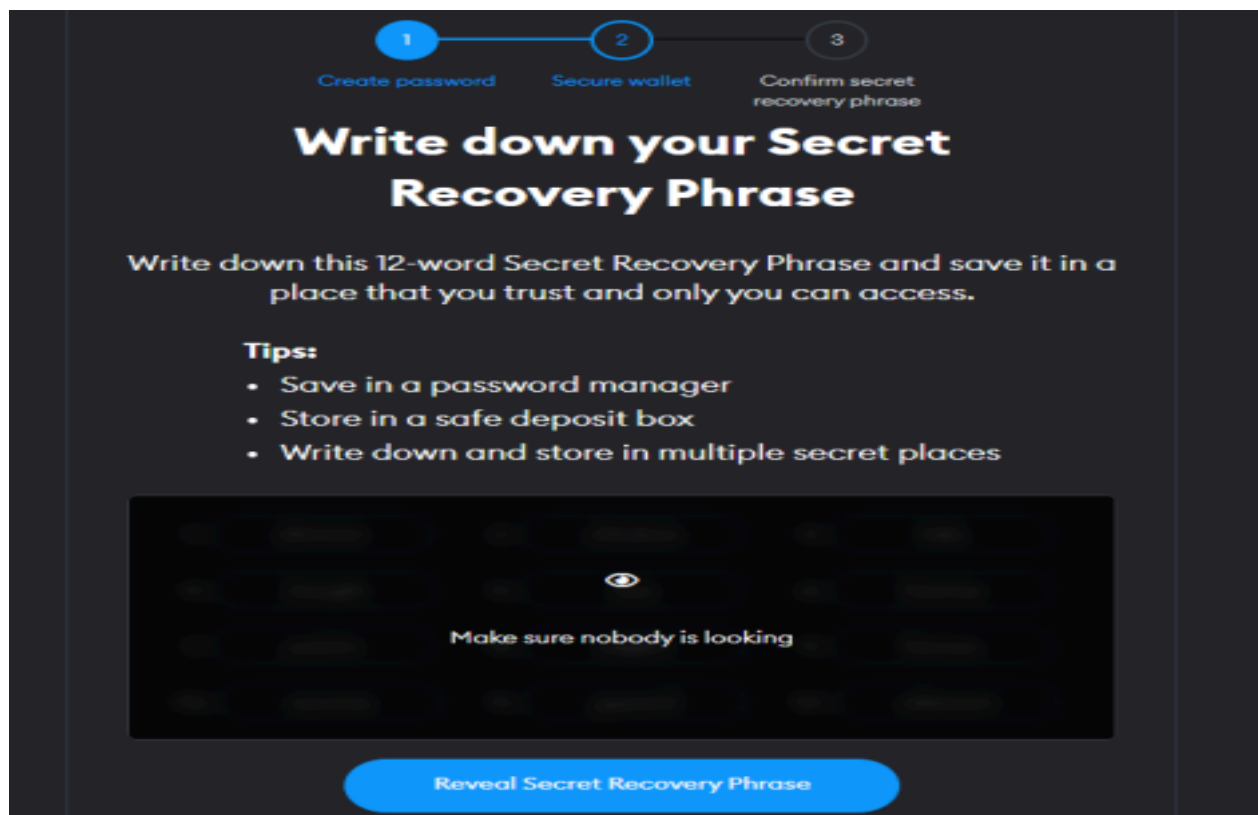 1
2
3
Create password
Secure wallet
Confirm secret
recovery phrase
Write down your Secret
Recovery Phrase
Write down this 12-word Secret Recovery Phrase and save it in a
place that you trust and only you can access.
Tips:
• Save in a password manager
• Store in a safe deposit box
• Write down and store in multiple secret places
Make sure nobody is looking
Reveal Secret Recovery Phrase